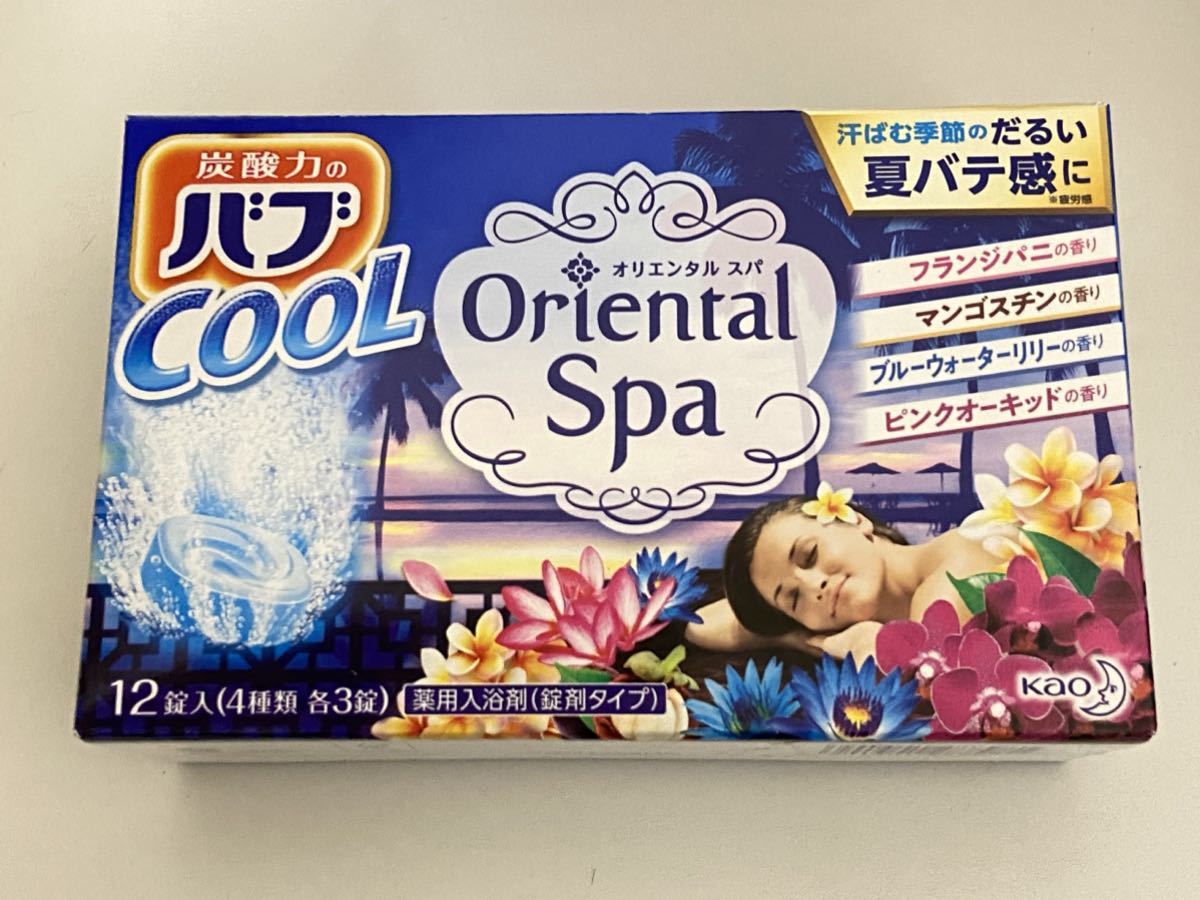 炭酸力の
バブ
COOL
オリエンタル スパ
Oriental
Spa
汗ばむ季節のだるい
夏バテ感に
※疲労感
フランジパニの香り
マンゴスチンの香り
ブルーウォーターリリーの香り
ピンクオーキッドの香り
12錠入(4種類 各3錠) 薬用入浴剤(錠剤タイプ)
Kao